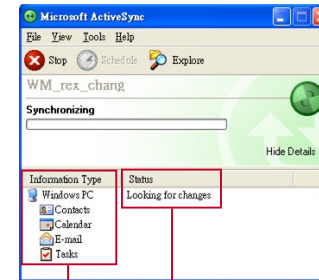 Microsoft ActiveSync
File View Tools Help
Stop Schedule Explore
WM_rex_chang
Synchronizing
Hide Details
Information Type Status
Windows PC Looking for changes
Contacts
Calendar
E-mail
Tasks